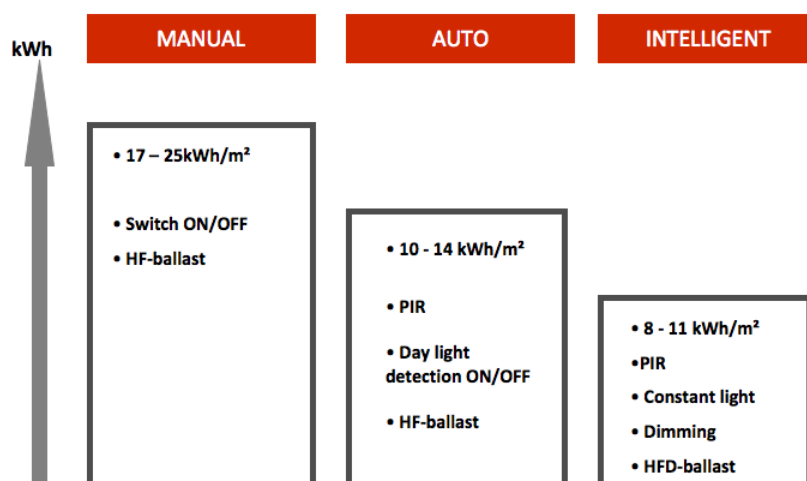 kWh
MANUAL
AUTO
INTELLIGENT
• 17 – 25kWh/m²
• Switch ON/OFF
• HF-ballast
• 10 - 14 kWh/m²
• PIR
• Day light
detection ON/OFF
• HF-ballast
• 8 - 11 kWh/m²
•PIR
• Constant light
• Dimming
• HFD-ballast